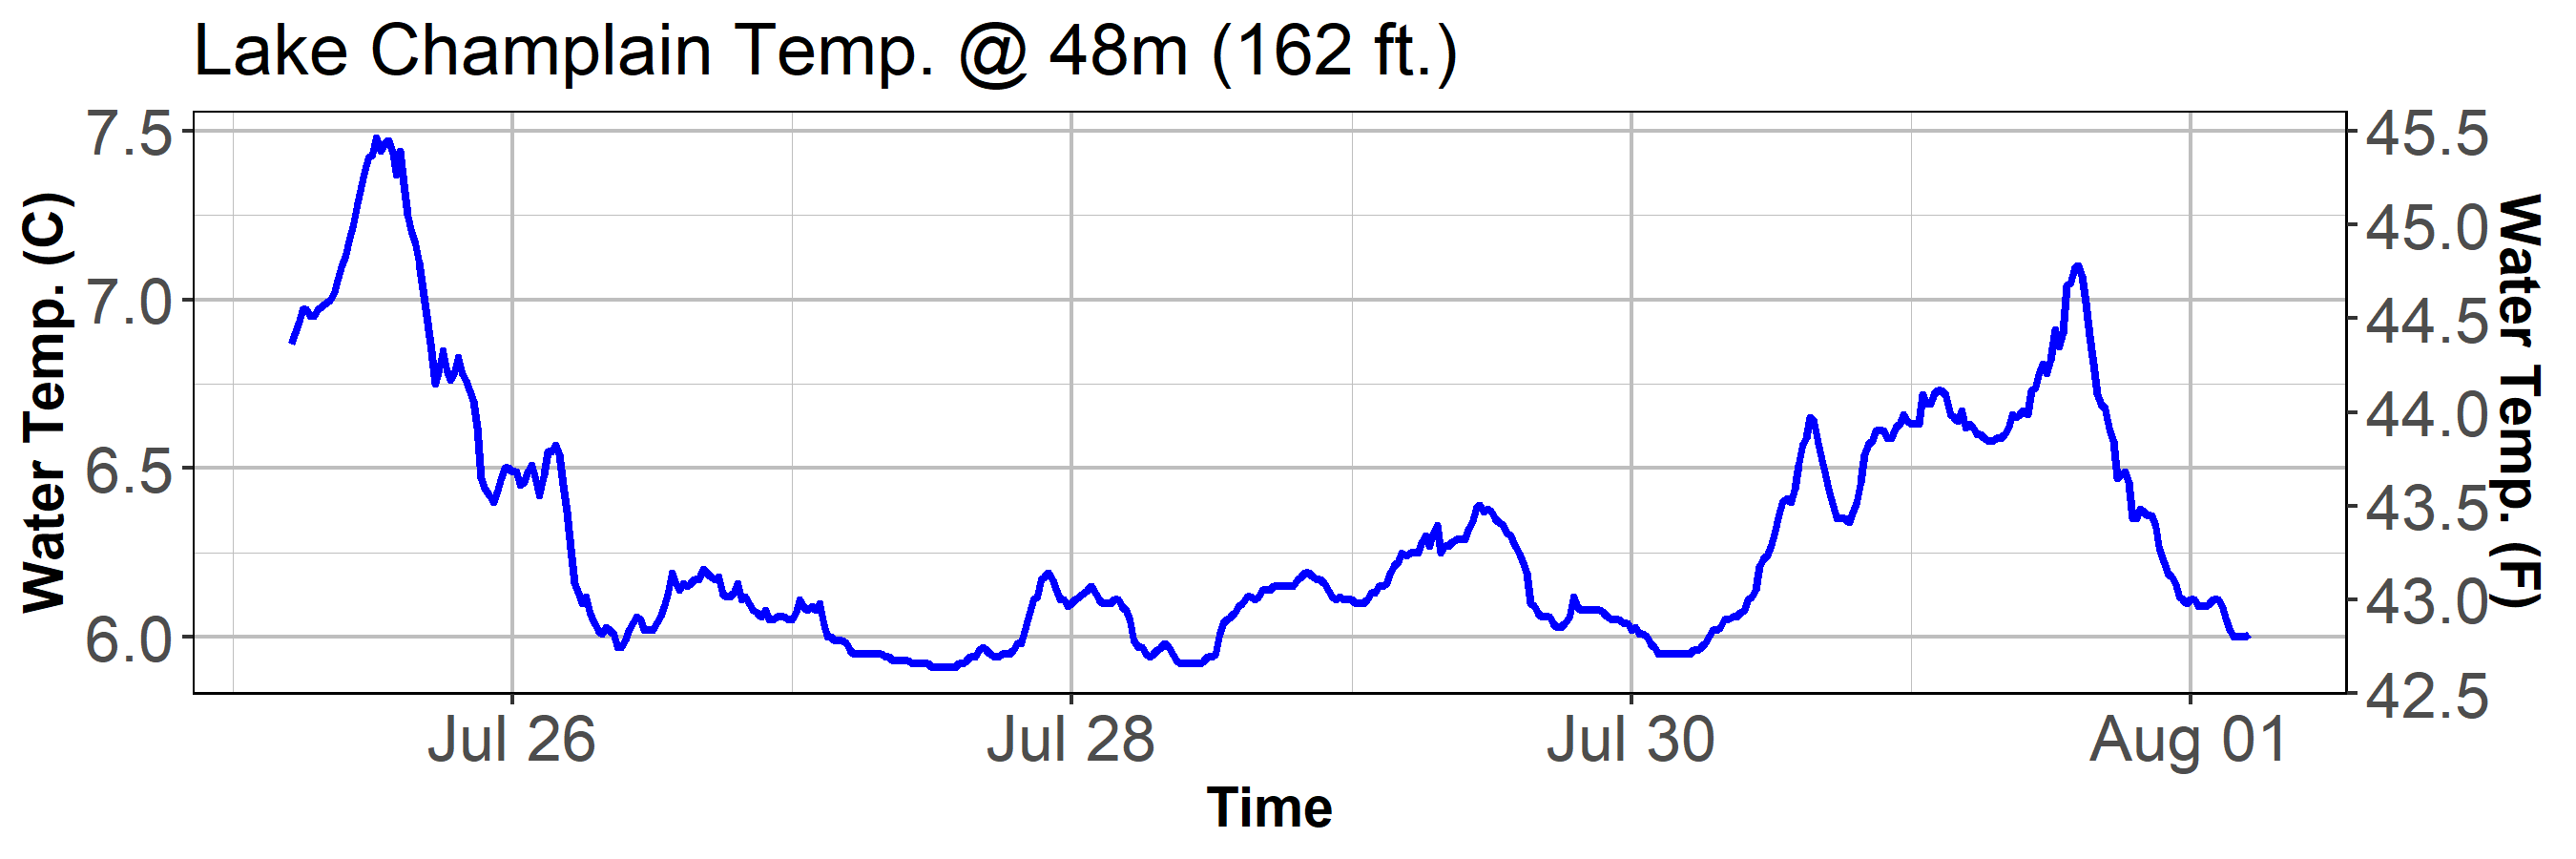 Lake Champlain Temp. @ 48m (162 ft.)
7.5
7.0
6.5
6.0
Water Temp. (C)
45.5
45.0
44.5
44.0
43.5
43.0
42.5
Water Temp. (F)
Jul 26
Jul 28
Jul 30
Aug 01
Time